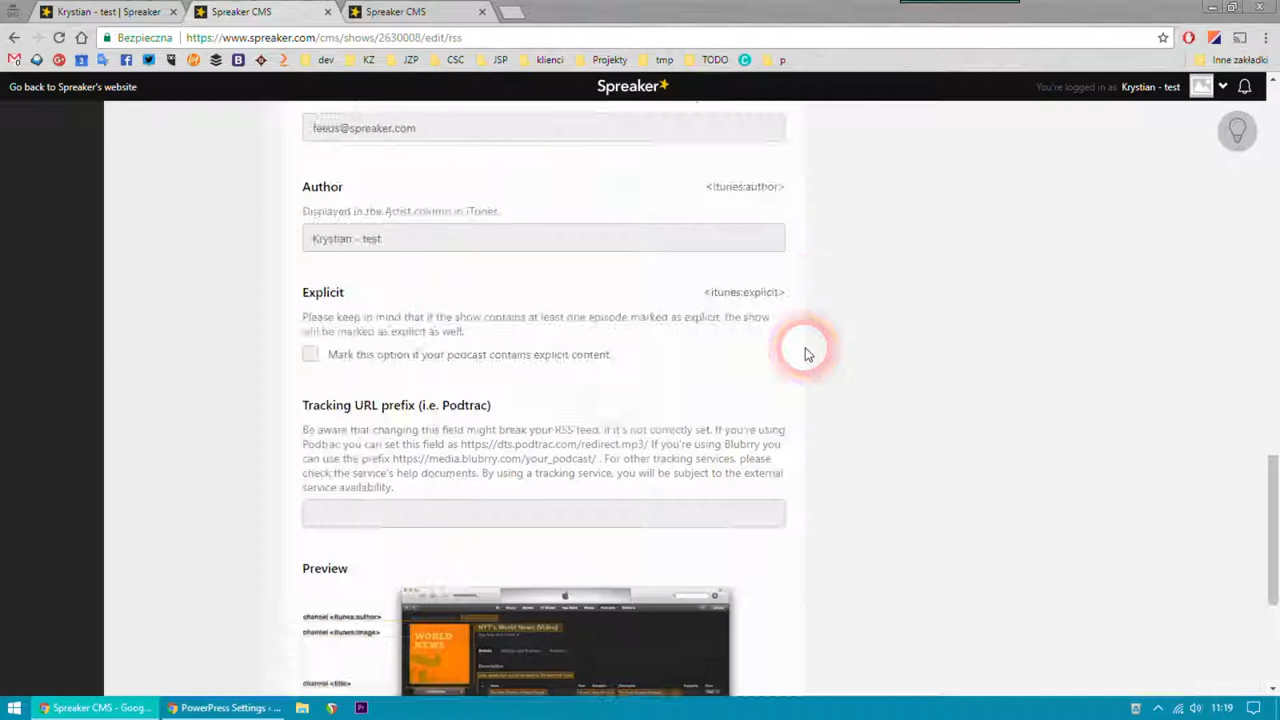 Krystian - test | Spreaker
Spreaker CMS
Spreaker CMS
Bezpieczna
https://www.spreaker.com/cms/shows/2630008/edit/rss
dev
KZ
JZP
CSC
JSP
klienci
Projekty
tmp
TODO
p
Inne zakładki
Go back to Spreaker's website
Spreaker
You're logged in as Krystian - test
feeds@spreaker.com
Author
<itunes:author>
Displayed in the Artist column in iTunes.
Krystian - test
Explicit
<itunes:explicit>
Please keep in mind that if the show contains at least one episode marked as explicit, the show
will be marked as explicit as well.
Mark this option if your podcast contains explicit content.
Tracking URL prefix (i.e. Podtrac)
Be aware that changing this field might break your RSS feed, if it's not correctly set. If you're using
Podtrac you can set this field as https://dts.podtrac.com/redirect.mp3/ If you're using Blubrry you
can use the prefix https://media.blubrry.com/your_podcast/ . For other tracking services, please
check the service's help documents. By using a tracking service, you will be subject to the external
service availability.
Preview
channel <itunes:author>
channel <itunes:image>
channel <title>
WORLD
NEWS
NYT's World News (Video)
Description
Spreaker CMS - Goog...
PowerPress Settings ...
Pr
11:19